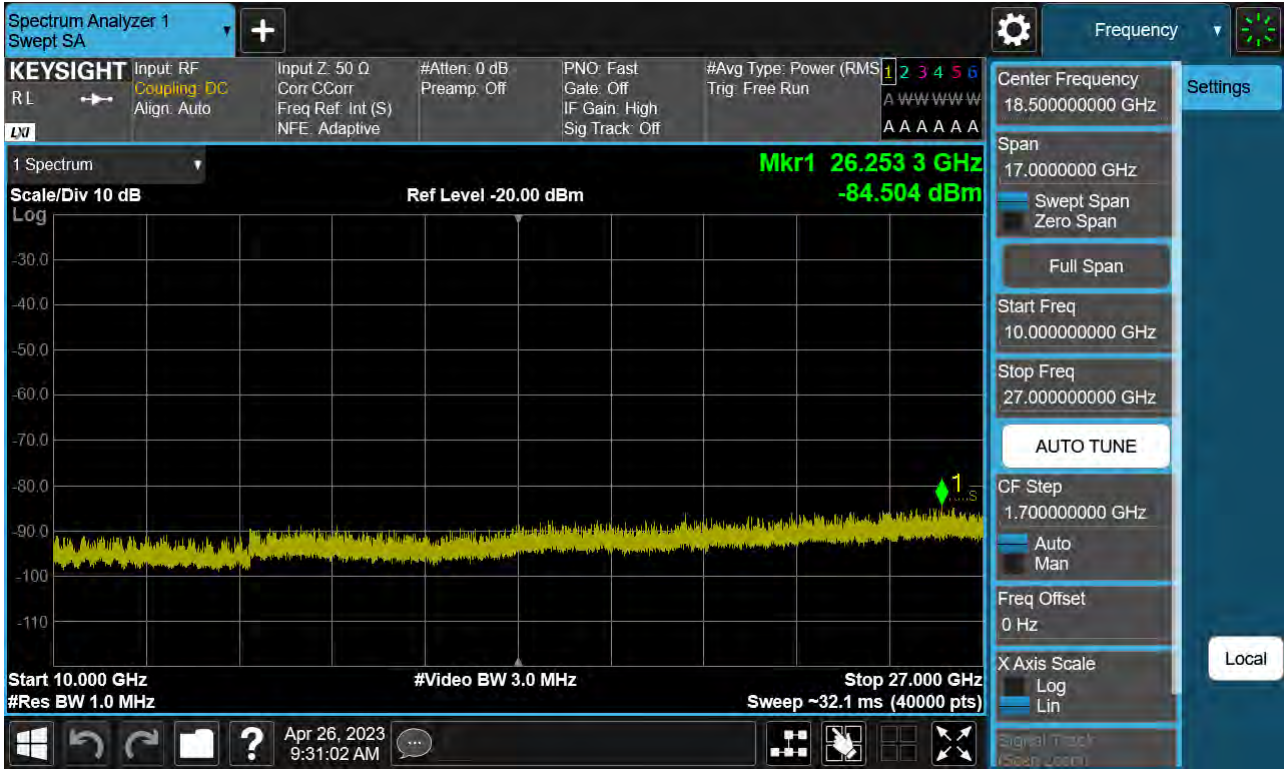 Spectrum Analyzer 1
Swept SA
Frequency
KEYSIGHT
RL
LXI
Input: RF
Coupling: DC
Align: Auto
Input Z: 50 Ω
Corr CCorr
Freq Ref: Int (S)
NFE: Adaptive
#Atten: 0 dB
Preamp: Off
PNO: Fast
Gate: Off
IF Gain: High
Sig Track: Off
#Avg Type: Power (RMS
Trig: Free Run
1 2 3 4 5 6
A W W W W W
A A A A A A
1 Spectrum
Scale/Div 10 dB
Ref Level -20.00 dBm
Mkr1 26.253 3 GHz
-84.504 dBm
Log
-30.0
-40.0
-50.0
-60.0
-70.0
-80.0
-90.0
-100
-110
1
S
Start 10.000 GHz
#Video BW 3.0 MHz
Stop 27.000 GHz
#Res BW 1.0 MHz
Sweep ~32.1 ms (40000 pts)
Center Frequency
18.500000000 GHz
Settings
Span
17.0000000 GHz
Swept Span
Zero Span
Full Span
Start Freq
10.000000000 GHz
Stop Freq
27.000000000 GHz
AUTO TUNE
CF Step
1.700000000 GHz
Auto
Man
Freq Offset
0 Hz
X Axis Scale
Log
Lin
Local
Signal Track
(Span Zoom)
?
Apr 26, 2023
9:31:02 AM